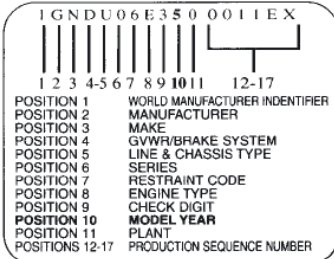 1GNDU06E350 0011EX
1 2 3 4-5 6 7 8 9 10 11 12-17
POSITION 1 WORLD MANUFACTURER INDENTIFIER
POSITION 2 MANUFACTURER
POSITION 3 MAKE
POSITION 4 GVWR/BRAKE SYSTEM
POSITION 5 LINE & CHASSIS TYPE
POSITION 6 SERIES
POSITION 7 RESTRAINT CODE
POSITION 8 ENGINE TYPE
POSITION 9 CHECK DIGIT
POSITION 10 MODEL YEAR
POSITION 11 PLANT
POSITIONS 12-17 PRODUCTION SEQUENCE NUMBER